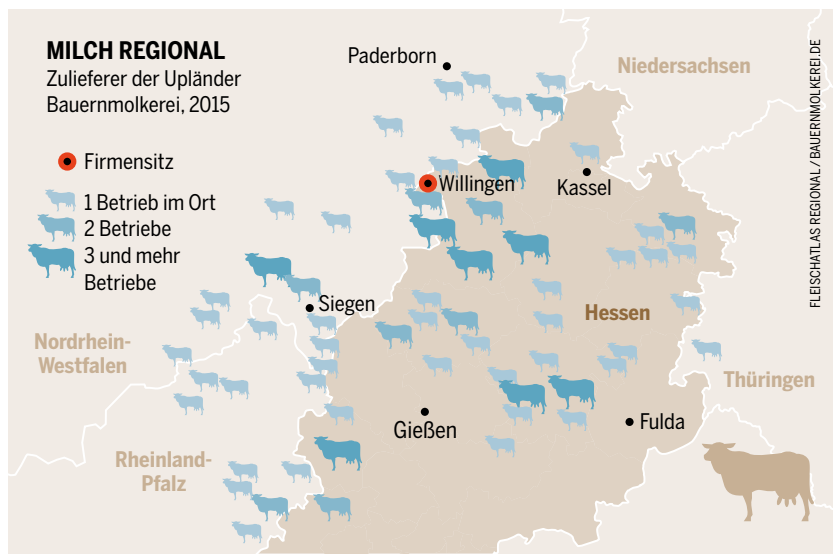 MILCH REGIONAL
Zulieferer der Upländer
Bauernmolkerei, 2015
Firmensitz
1 Betrieb im Ort
2 Betriebe
3 und mehr
Betriebe
Paderborn
Niedersachsen
Willingen
Kassel
Siegen
Hessen
Nordrhein-
Westfalen
Thüringen
Gießen
Fulda
Rheinland-
Pfalz
FLEISCHATLAS REGIONAL / BAUERNMOLKEREI.DE